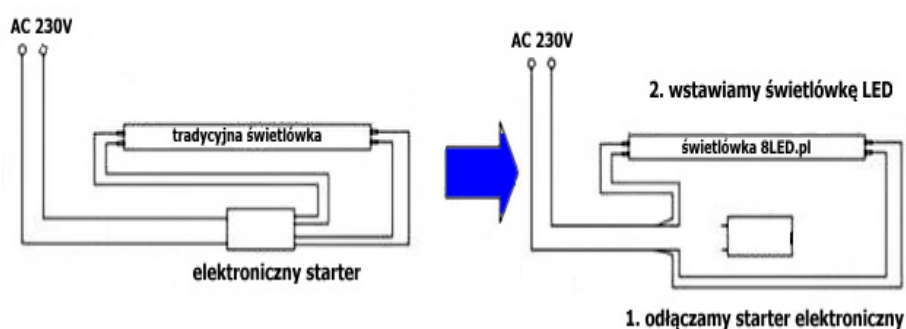 AC 230V
tradycyjna świetlówka
elektroniczny starter
AC 230V
2. wstawiamy świetlówkę LED
świetlówka 8LED.pl
1. odłączamy starter elektroniczny